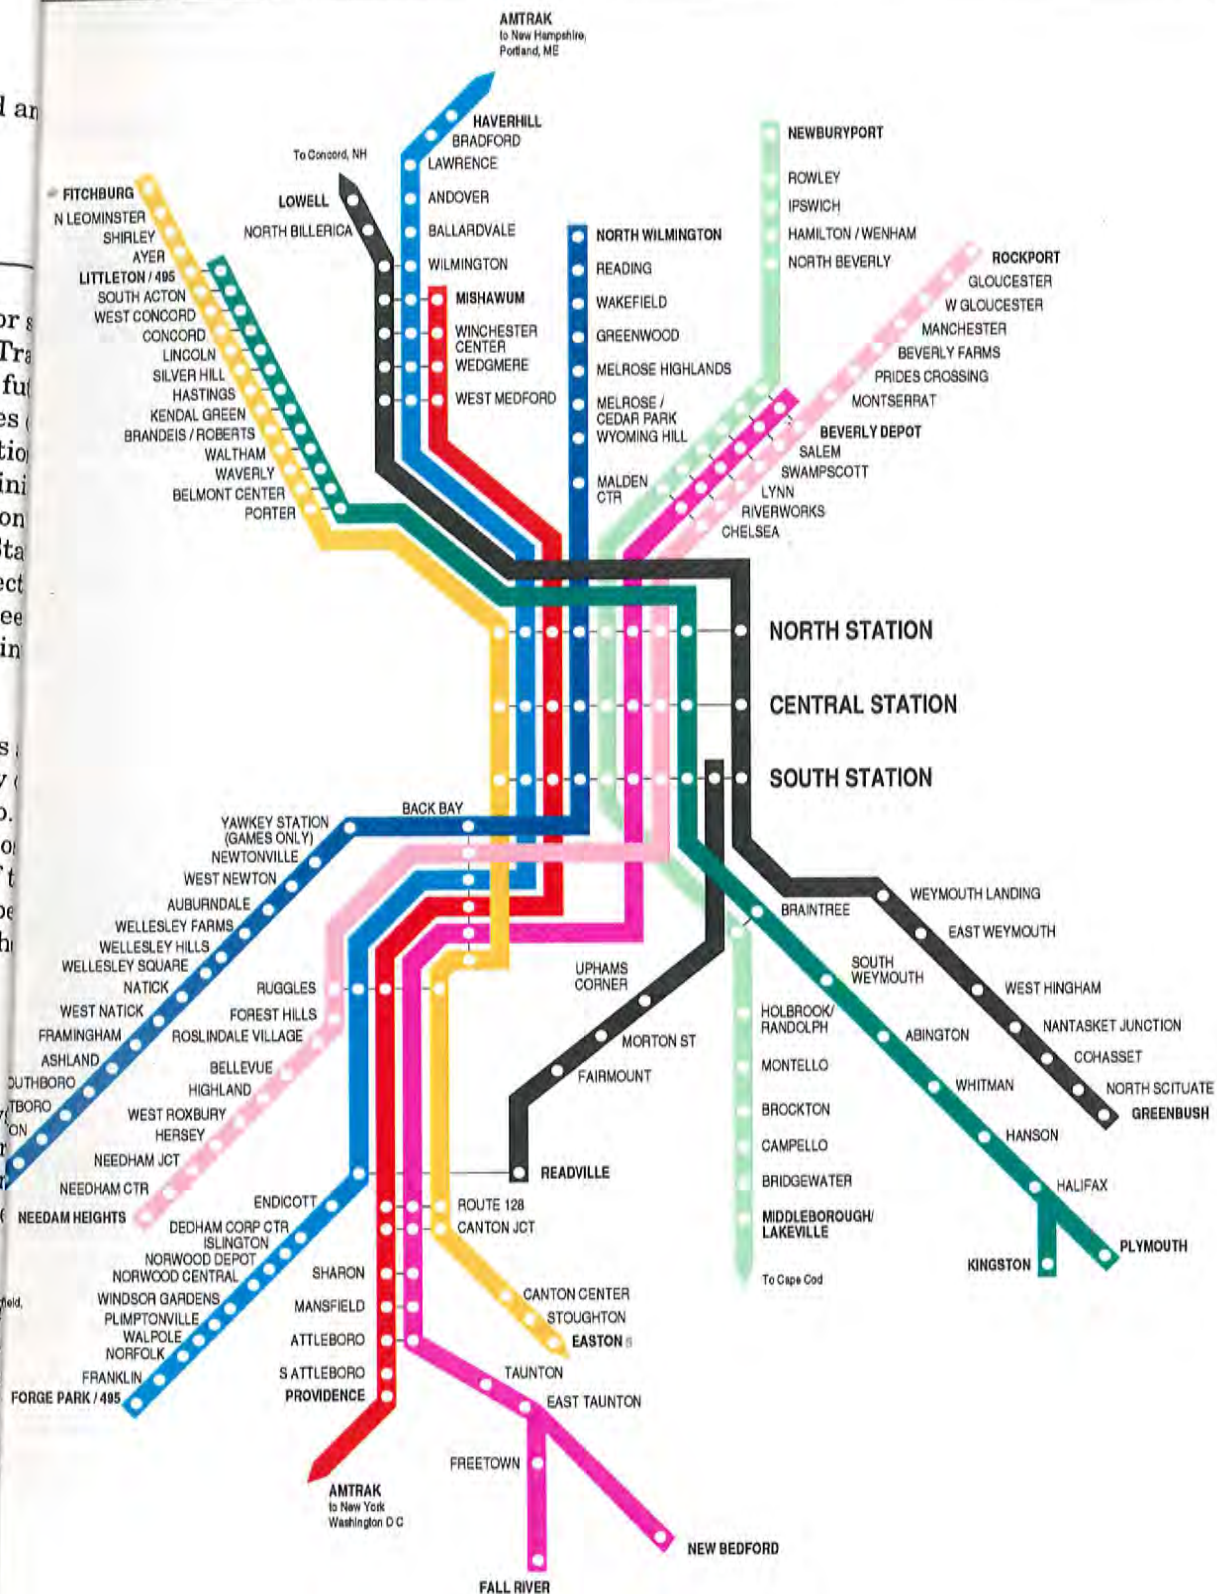 AMTRAK
to New Hampshire,
Portland, ME
HAVERHILL
BRADFORD
LAWRENCE
ANDOVER
BALLARDVALE
WILMINGTON
To Concord, NH
LOWELL
NORTH BILLERICA
MISHAWUM
WINCHESTER
CENTER
WEDGMERE
WEST MEDFORD
FITCHBURG
N LEOMINSTER
SHIRLEY
AYER
LITTLETON / 495
SOUTH ACTON
WEST CONCORD
CONCORD
LINCOLN
SILVER HILL
HASTINGS
KENDAL GREEN
BRANDEIS / ROBERTS
WALTHAM
WAVERLY
BELMONT CENTER
PORTER
NORTH WILMINGTON
READING
WAKEFIELD
GREENWOOD
MELROSE HIGHLANDS
MELROSE /
CEDAR PARK
WYOMING HILL
MALDEN
CTR
NEWBURYPORT
ROWLEY
IPSWICH
HAMILTON / WENHAM
NORTH BEVERLY
ROCKPORT
GLOUCESTER
W GLOUCESTER
MANCHESTER
BEVERLY FARMS
PRIDES CROSSING
MONTSERRAT
BEVERLY DEPOT
SALEM
SWAMPSCOTT
LYNN
RIVERWORKS
CHELSEA
NORTH STATION
CENTRAL STATION
SOUTH STATION
BACK BAY
YAWKEY STATION
(GAMES ONLY)
NEWTONVILLE
WEST NEWTON
AUBURNDALE
WELLESLEY FARMS
WELLESLEY HILLS
WELLESLEY SQUARE
NATICK
WEST NATICK
FRAMINGHAM
ASHLAND
OUTHBORO
TBORO
ON
RUGGLES
FOREST HILLS
ROSLINDALE VILLAGE
BELLEVUE
HIGHLAND
WEST ROXBURY
HERSEY
NEEDHAM JCT
NEEDHAM CTR
NEEDAM HEIGHTS
ENDICOTT
DEDHAM CORP CTR
ISLINGTON
NORWOOD DEPOT
NORWOOD CENTRAL
WINDSOR GARDENS
PLIMPTONVILLE
WALPOLE
NORFOLK
FRANKLIN
FORGE PARK / 495
UPHAMS
CORNER
MORTON ST
FAIRMOUNT
READVILLE
ROUTE 128
CANTON JCT
SHARON
MANSFIELD
ATTLEBORO
S ATTLEBORO
PROVIDENCE
AMTRAK
to New York
Washington D C
CANTON CENTER
STOUGHTON
EASTON
TAUNTON
EAST TAUNTON
FREETOWN
FALL RIVER
NEW BEDFORD
BRAINTREE
HOLBROOK/
RANDOLPH
MONTELLO
BROCKTON
CAMPELLO
BRIDGEWATER
MIDDLEBOROUGH/
LAKEVILLE
To Cape Cod
SOUTH
WEYMOUTH
ABINGTON
WHITMAN
HANSON
HALIFAX
KINGSTON
PLYMOUTH
WEYMOUTH LANDING
EAST WEYMOUTH
WEST HINGHAM
NANTASKET JUNCTION
COHASSET
NORTH SCITUATE
GREENBUSH